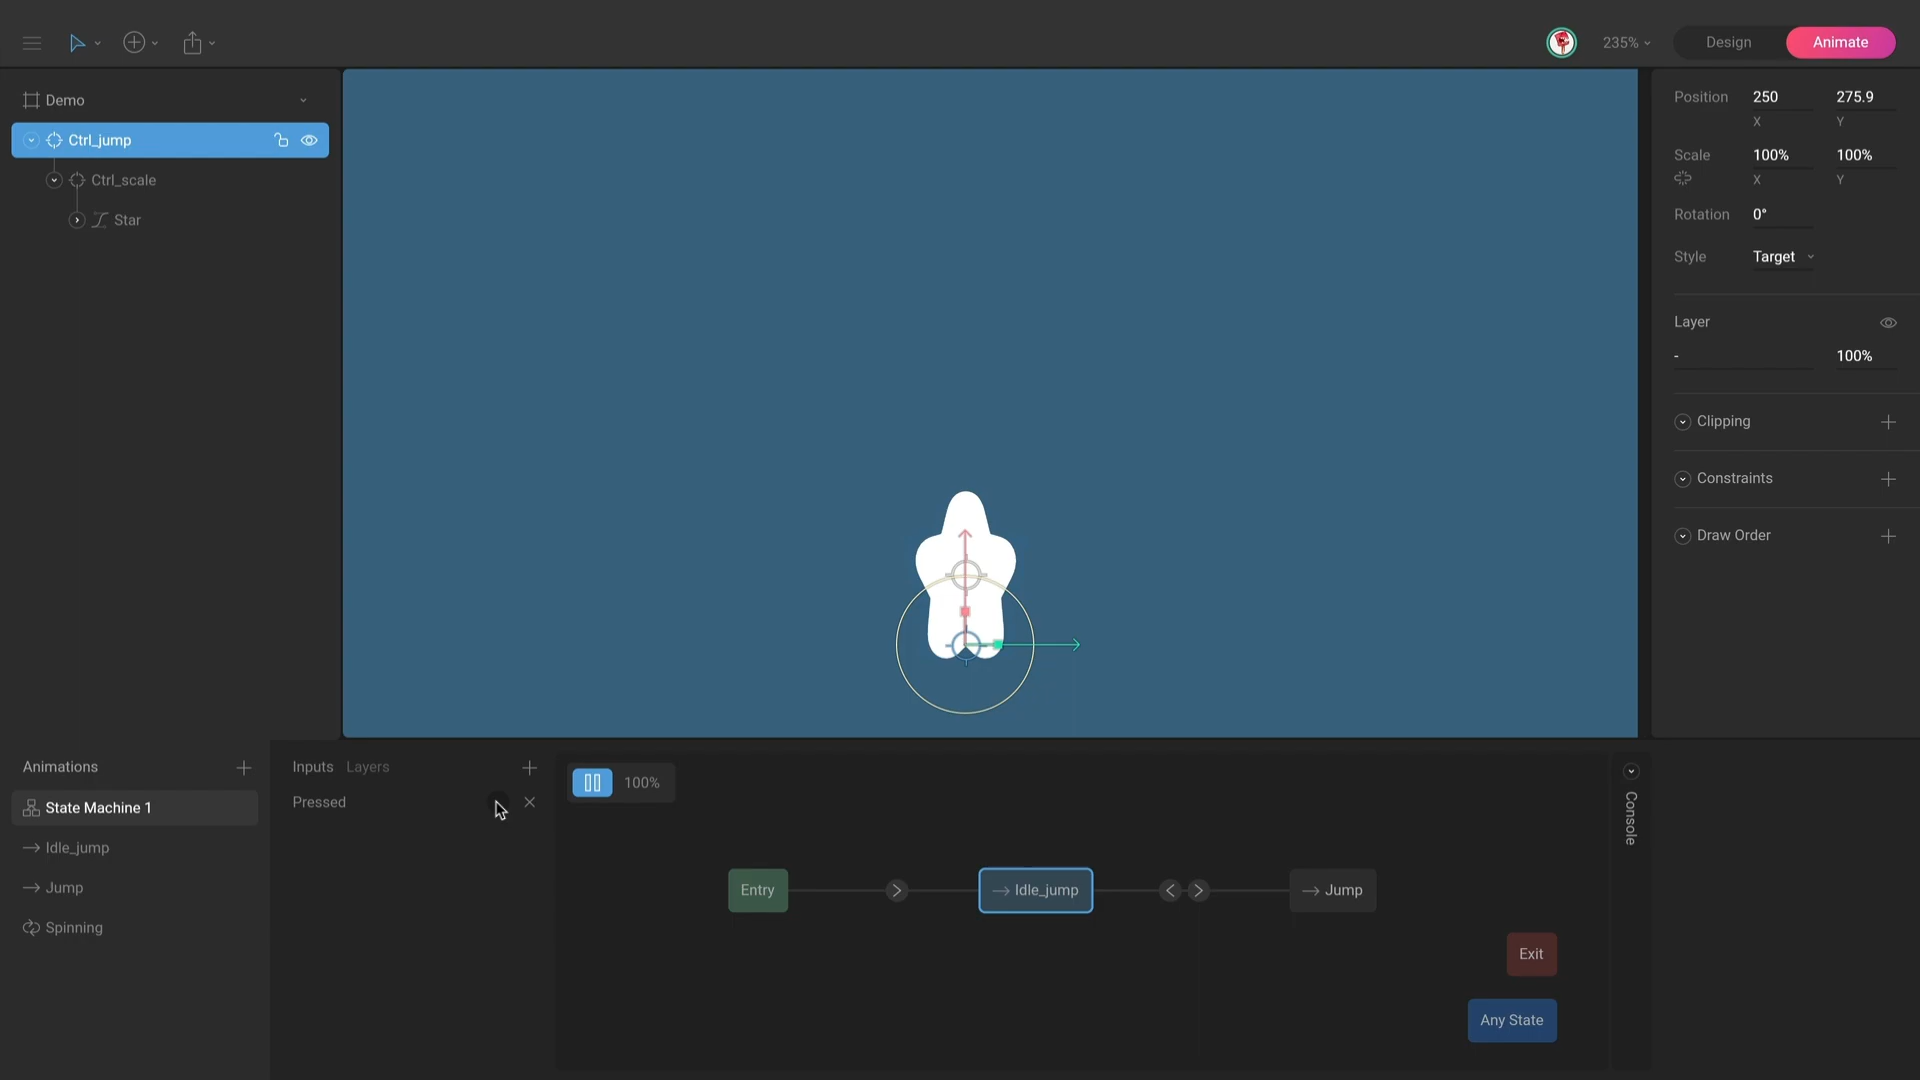 235%
Design
Animate
Demo
Ctrl_jump
Ctrl_scale
Star
Position 250 275.9
X Y
Scale 100% 100%
X Y
Rotation 0°
Style Target
Layer
- 100%
Clipping
Constraints
Draw Order
Animations
State Machine 1
Idle_jump
Jump
Spinning
Inputs Layers
Pressed
100%
Entry
Idle_jump
Jump
Exit
Any State
Console